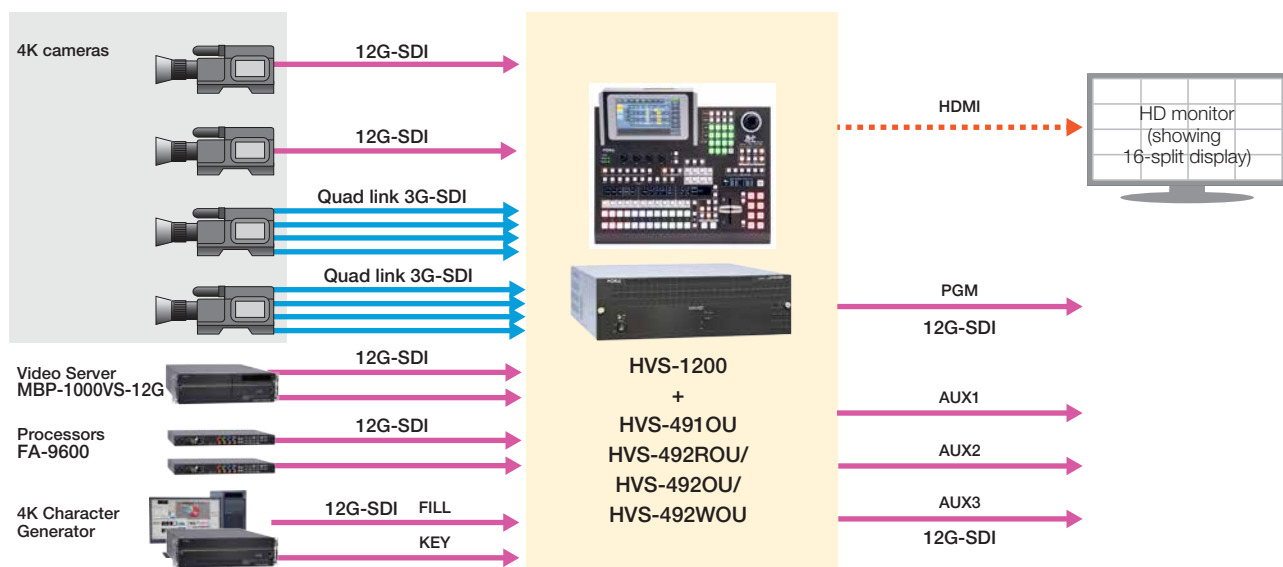 4K cameras
12G-SDI
12G-SDI
Quad link 3G-SDI
Quad link 3G-SDI
Video Server
MBP-1000VS-12G
12G-SDI
Processors
FA-9600
12G-SDI
4K Character
Generator
12G-SDI FILL
KEY
HVS-1200
+
HVS-491OU
HVS-492ROU/
HVS-492OU/
HVS-492WOU
HDMI
HD monitor
(showing
16-split display)
PGM
12G-SDI
AUX1
AUX2
AUX3
12G-SDI